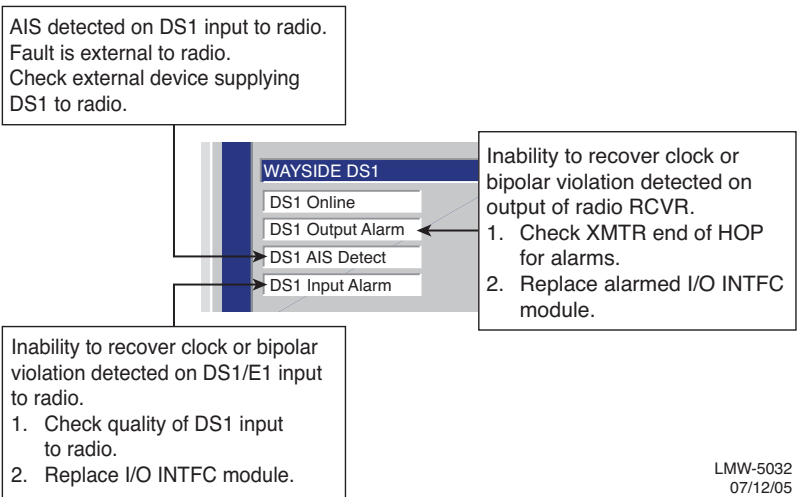 AIS detected on DS1 input to radio.
Fault is external to radio.
Check external device supplying
DS1 to radio.
WAYSIDE DS1
DS1 Online
DS1 Output Alarm
DS1 AIS Detect
DS1 Input Alarm
Inability to recover clock or
bipolar violation detected on
output of radio RCVR.
1. Check XMTR end of HOP
for alarms.
2. Replace alarmed I/O INTFC
module.
Inability to recover clock or bipolar
violation detected on DS1/E1 input
to radio.
1. Check quality of DS1 input
to radio.
2. Replace I/O INTFC module.
LMW-5032
07/12/05